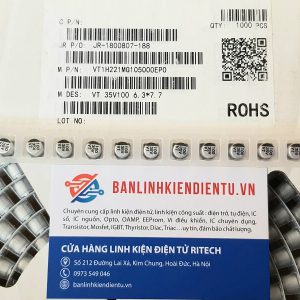 C P/N:
QTY: 1000 PCS
JR P/O: JR-1800807-188
M P/N: VT1H221MG105000EP0
M DES: VT 35V100 6.3*7.7
LOT NO:
ROHS
BANLINHKIENDIENTU.VN
Chuyên cung cấp linh kiện điện tử, linh kiện công suất: điện trở, tụ điện, IC
số, IC nguồn, Opto, OAMP, EEProm, Vi điều khiển, IC chuyên dụng,
Transistor, Mosfet, IGBT, Thyristor, Diac, Triac...uy tín, đảm bảo chất lượng.
CỬA HÀNG LINH KIỆN ĐIỆN TỬ RITECH
Số 212 Đường Lai Xá, Kim Chung, Hoài Đức, Hà Nội
0973 549 046
banlinhkiendientu.vn